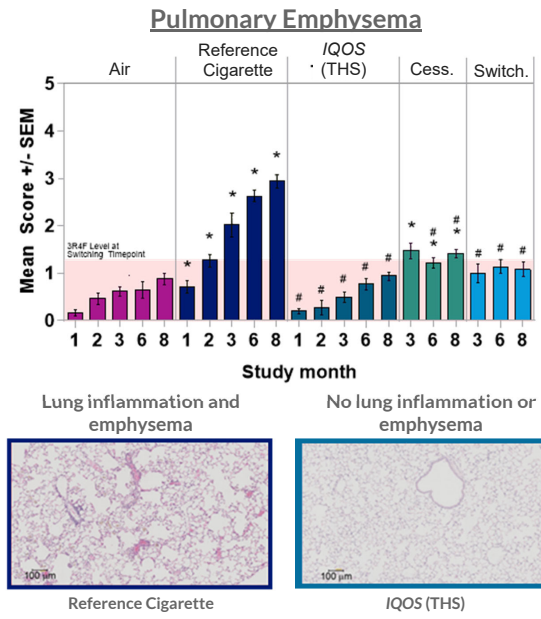 Pulmonary Emphysema
Air
Reference
Cigarette
IQOS
(THS)
Cess.
Switch.
Mean Score +/- SEM
5
4
3
2
1
0
3R4F Level at
Switching Timepoint
* * * * *
# # # # #
* # * # *
# # #
1 2 3 6 8 1 2 3 6 8 1 2 3 6 8 3 6 8 3 6 8
Study month
Lung inflammation and
emphysema
No lung inflammation or
emphysema
100 µm
100 µm
Reference Cigarette
IQOS (THS)